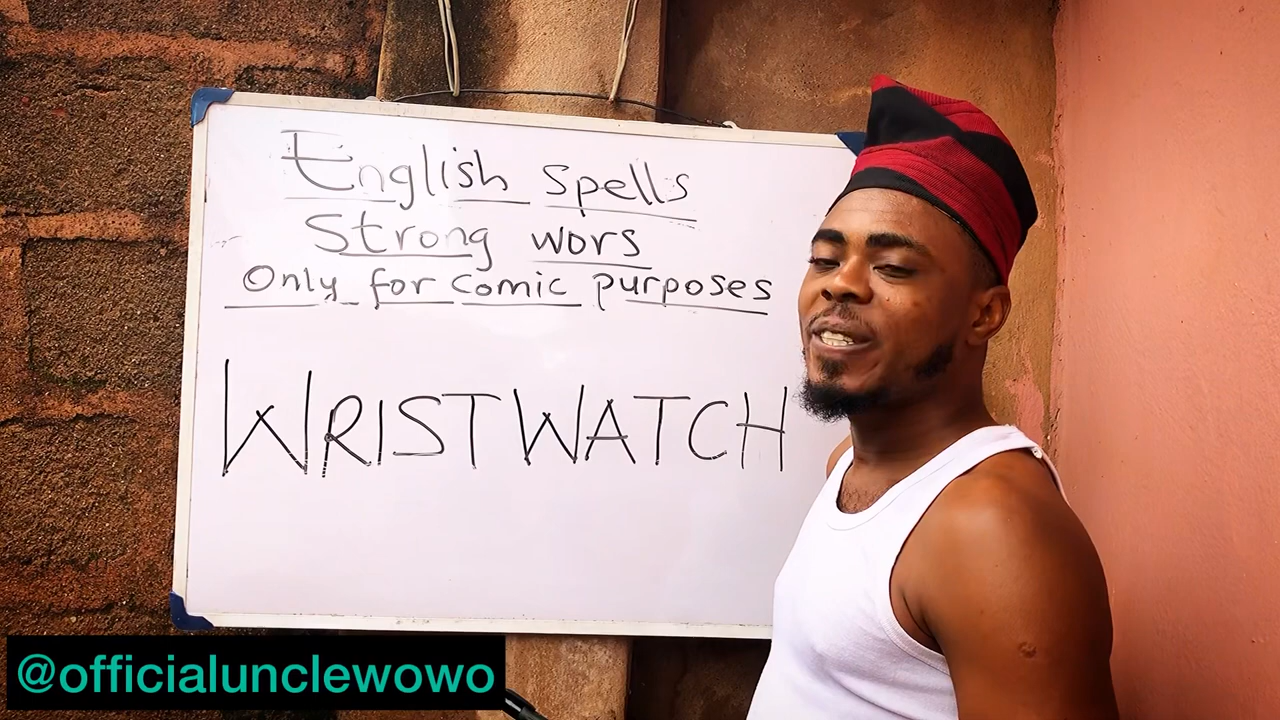 English spells
Strong wors
Only for comic purposes
WRISTWATCH
@officialunclewowo